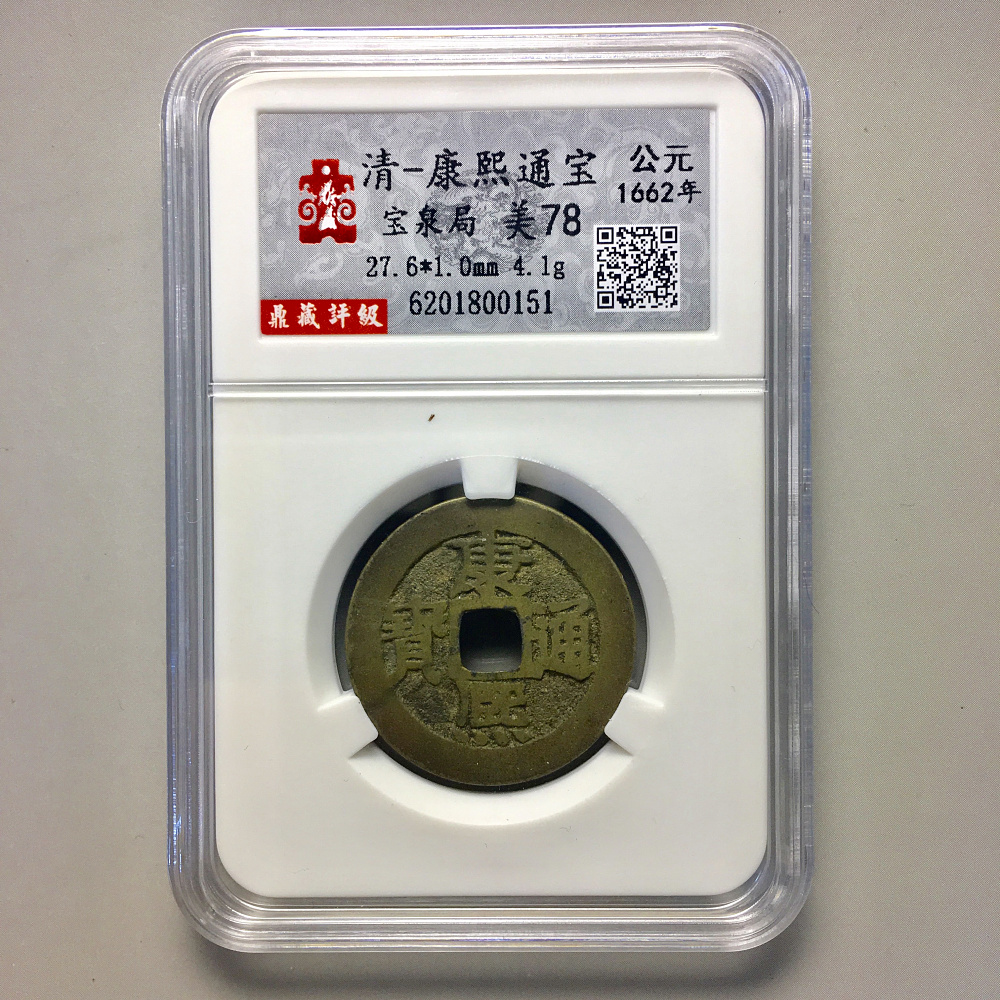 清-康熙通宝
公元
1662年
宝泉局 美78
27.6*1.0mm 4.1g
6201800151
鼎藏評級
康熙通寳